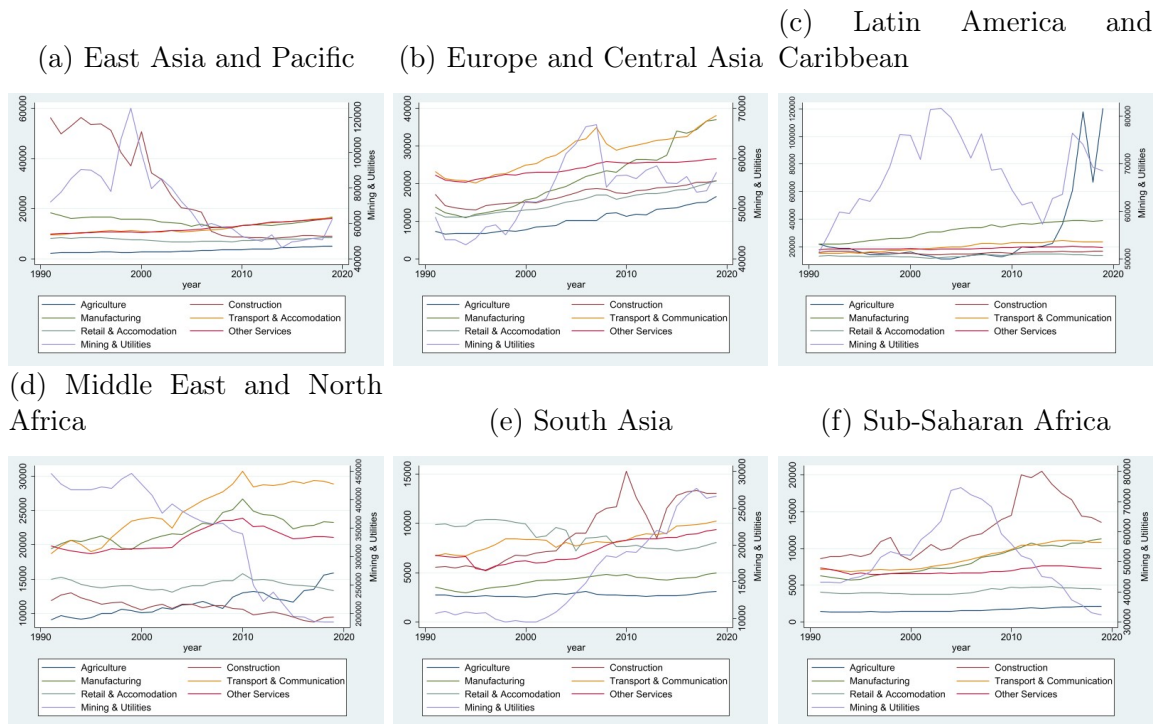 (a) East Asia and Pacific
60000
40000
20000
0
120000
100000
80000
60000
40000
Mining & Utilities
1990
2000
2010
2020
year
Agriculture
Construction
Manufacturing
Transport & Accomodation
Retail & Accomodation
Other Services
Mining & Utilities
(b) Europe and Central Asia
40000
30000
20000
10000
0
70000
60000
50000
40000
Mining & Utilities
1990
2000
2010
2020
year
Agriculture
Construction
Manufacturing
Transport & Communication
Retail & Accomodation
Other Services
Mining & Utilities
(c) Latin America and
Caribbean
120000
100000
80000
60000
40000
20000
80000
70000
60000
50000
Mining & Utilities
1990
2000
2010
2020
year
Agriculture
Construction
Manufacturing
Transport & Communication
Retail & Accomodation
Other Services
Mining & Utilities
(d) Middle East and North
Africa
30000
25000
20000
15000
10000
450000
400000
350000
300000
250000
200000
Mining & Utilities
1990
2000
2010
2020
year
Agriculture
Construction
Manufacturing
Transport & Communication
Retail & Accomodation
Other Services
Mining & Utilities
(e) South Asia
15000
10000
5000
0
30000
25000
20000
15000
10000
Mining & Utilities
1990
2000
2010
2020
year
Agriculture
Construction
Manufacturing
Transport & Communication
Retail & Accomodation
Other Services
Mining & Utilities
(f) Sub-Saharan Africa
20000
15000
10000
5000
0
80000
70000
60000
50000
40000
30000
Mining & Utilities
1990
2000
2010
2020
year
Agriculture
Construction
Manufacturing
Transport & Communication
Retail & Accomodation
Other Services
Mining & Utilities